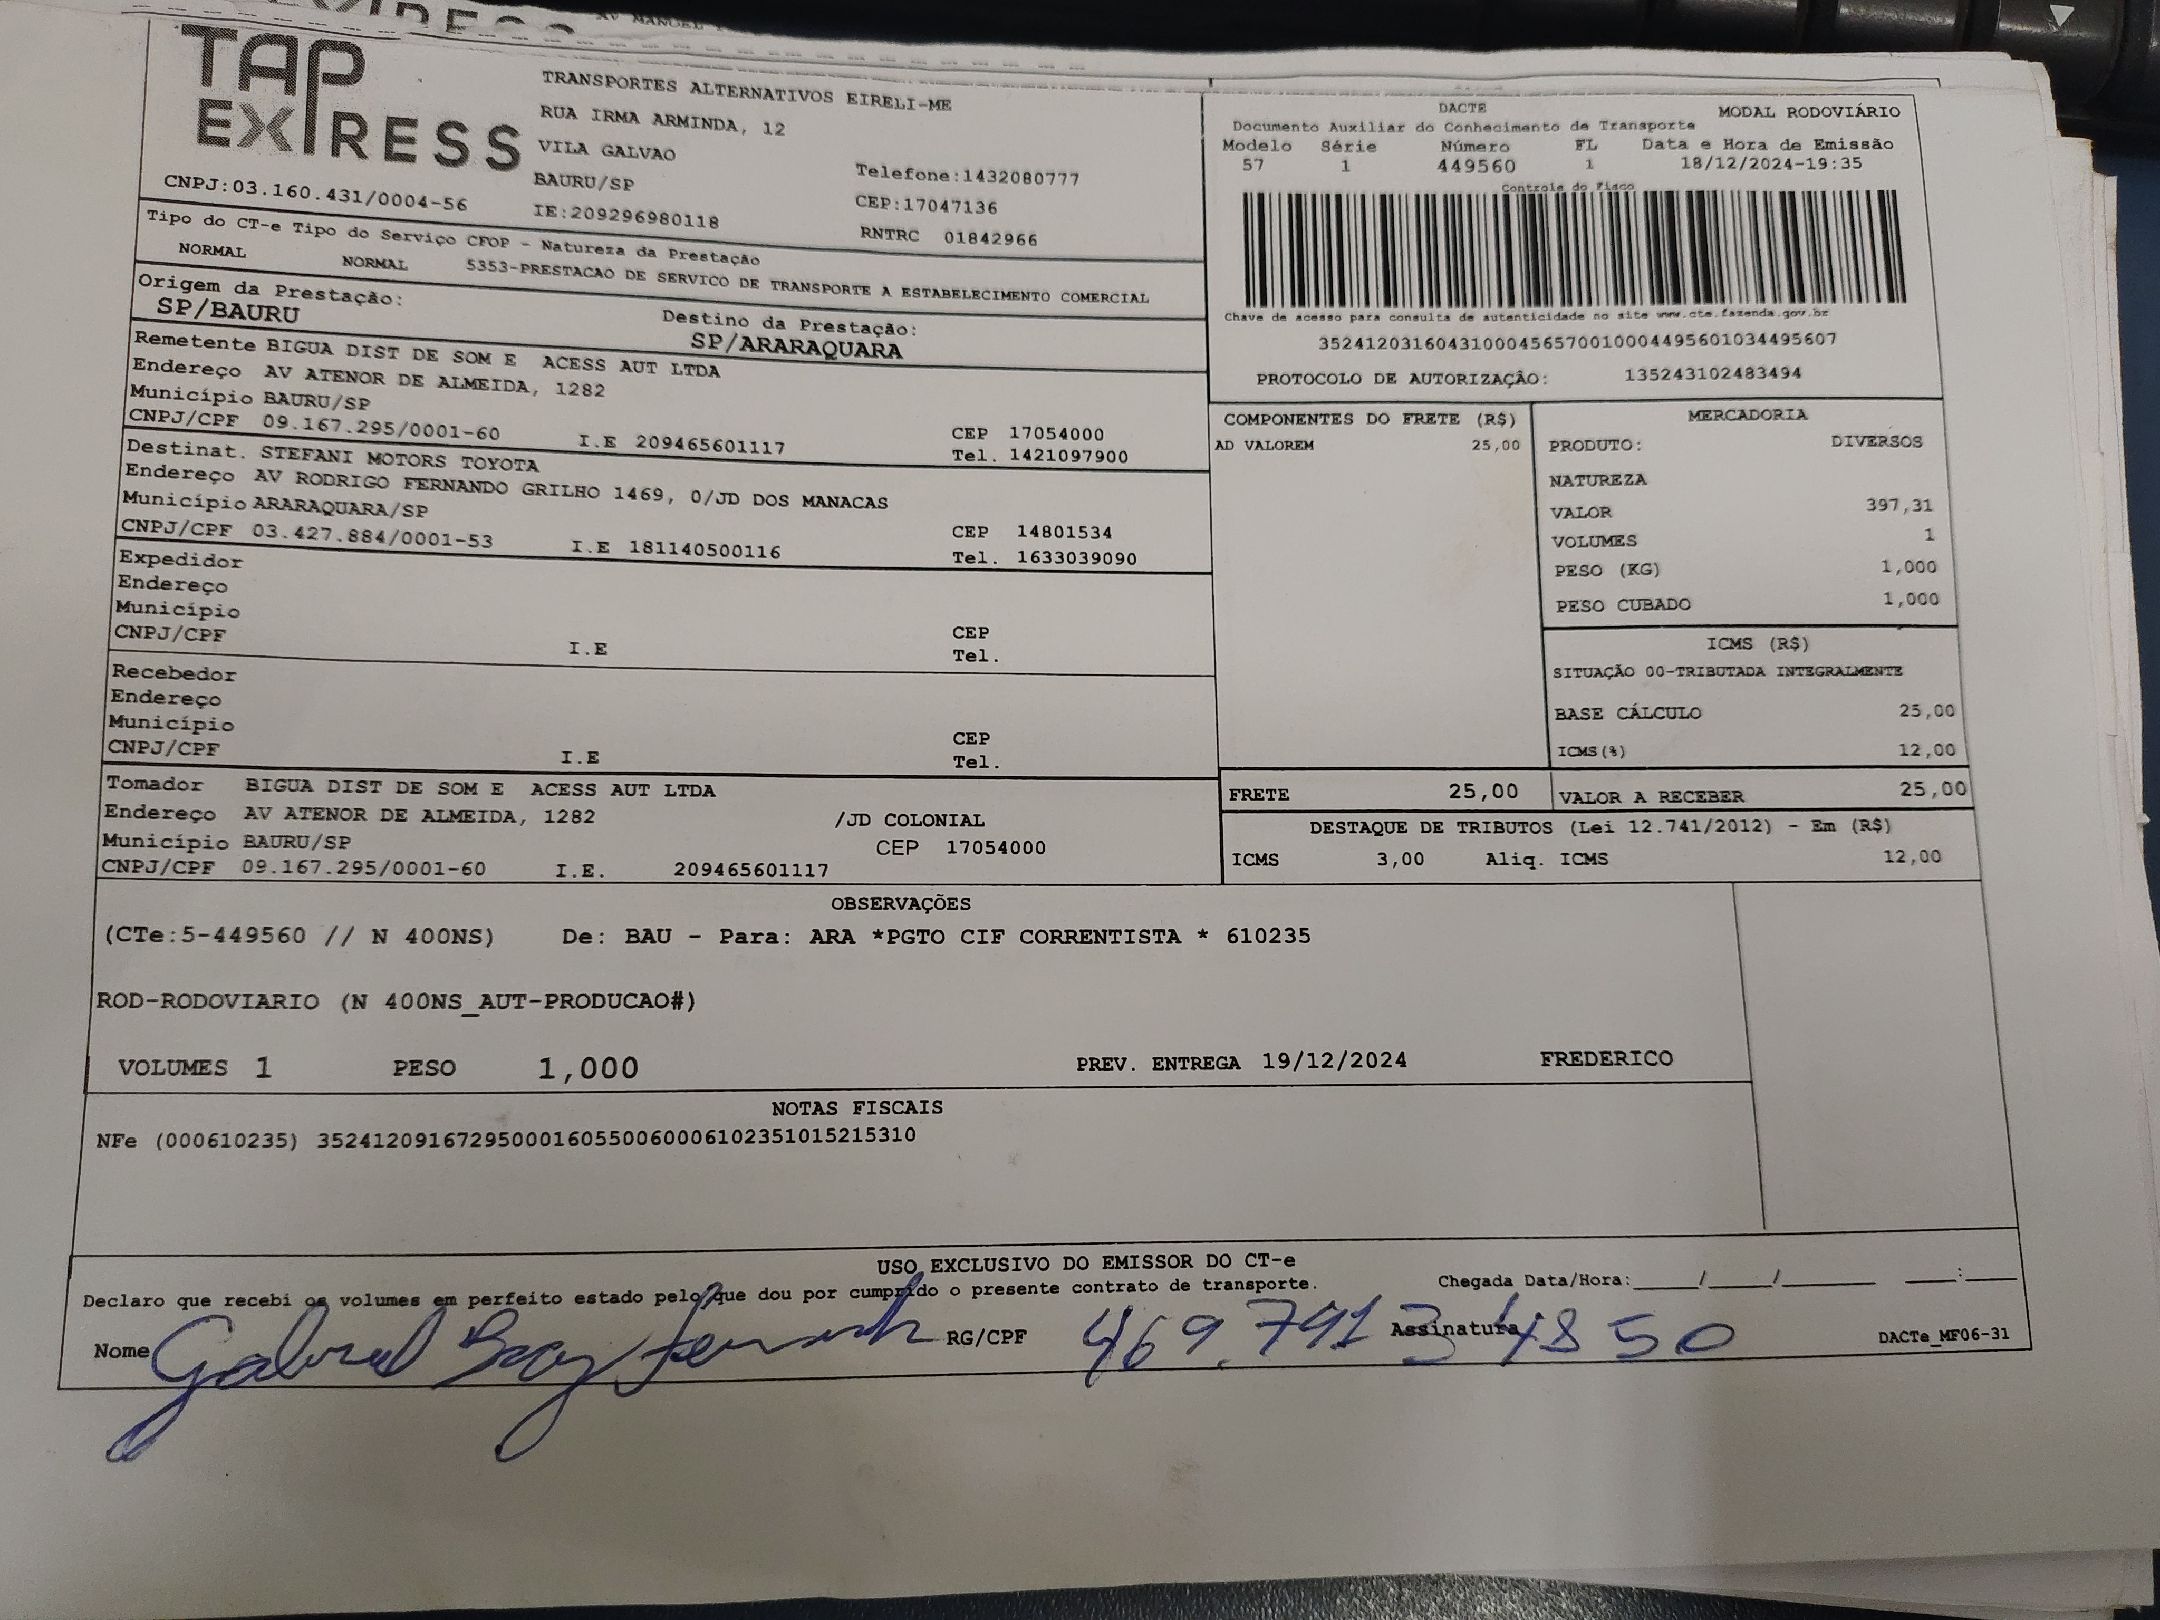 TAP
EXPRESS
TRANSPORTES ALTERNATIVOS EIRELI-ME
RUA IRMA ARMINDA, 12
VILA GALVAO
BAURU/SP Telefone:1432080777
CNPJ:03.160.431/0004-56 IE:209296980118 CEP:17047136
RNTRC 01842966
Tipo do CT-e Tipo do Serviço CFOP - Natureza da Prestação
NORMAL NORMAL 5353-PRESTACAO DE SERVICO DE TRANSPORTE A ESTABELECIMENTO COMERCIAL
Origem da Prestação: Destino da Prestação:
SP/BAURU SP/ARARAQUARA
Remetente BIGUA DIST DE SOM E ACESS AUT LTDA
Endereço AV ATENOR DE ALMEIDA, 1282
Município BAURU/SP CEP 17054000
CNPJ/CPF 09.167.295/0001-60 I.E 209465601117 Tel. 1421097900
Destinat. STEFANI MOTORS TOYOTA
Endereço AV RODRIGO FERNANDO GRILHO 1469, 0/JD DOS MANACAS
Município ARARAQUARA/SP CEP 14801534
CNPJ/CPF 03.427.884/0001-53 I.E 181140500116 Tel. 1633039090
Expedidor
Endereço
Município CEP
CNPJ/CPF I.E Tel.
Recebedor
Endereço
Município CEP
CNPJ/CPF I.E Tel.
Tomador BIGUA DIST DE SOM E ACESS AUT LTDA
Endereço AV ATENOR DE ALMEIDA, 1282 /JD COLONIAL
Município BAURU/SP CEP 17054000
CNPJ/CPF 09.167.295/0001-60 I.E. 209465601117
DACTE MODAL RODOVIÁRIO
Documento Auxiliar do Conhecimento de Transporte
Modelo Série Número FL Data e Hora de Emissão
57 1 449560 1 18/12/2024-19:35
Controle do Fisco
Chave de acesso para consulta de autenticidade no site www.cte.fazenda.gov.br
35241203160431000456570010004495601034495607
PROTOCOLO DE AUTORIZAÇÃO: 135243102483494
COMPONENTES DO FRETE (R$)
AD VALOREM 25,00
MERCADORIA
PRODUTO: DIVERSOS
NATUREZA
VALOR 397,31
VOLUMES 1
PESO (KG) 1,000
PESO CUBADO 1,000
ICMS (R$)
SITUAÇÃO 00-TRIBUTADA INTEGRALMENTE
BASE CÁLCULO 25,00
ICMS(%) 12,00
FRETE 25,00 VALOR A RECEBER 25,00
DESTAQUE DE TRIBUTOS (Lei 12.741/2012) - Em (R$)
ICMS 3,00 Aliq. ICMS 12,00
OBSERVAÇÕES
(CTe:5-449560 // N 400NS) De: BAU - Para: ARA *PGTO CIF CORRENTISTA * 610235
ROD-RODOVIARIO (N 400NS_AUT-PRODUCAO#)
VOLUMES 1 PESO 1,000 PREV. ENTREGA 19/12/2024 FREDERICO
NOTAS FISCAIS
NFe (000610235) 35241209167295000160550060006102351015215310
USO EXCLUSIVO DO EMISSOR DO CT-e
Declaro que recebi os volumes em perfeito estado pelo que dou por cumprido o presente contrato de transporte. Chegada Data/Hora:____/____/______ ____:____
Nome Gabriel RG/CPF 469.791 3 48 50 Assinatura DACTe_MF06-31